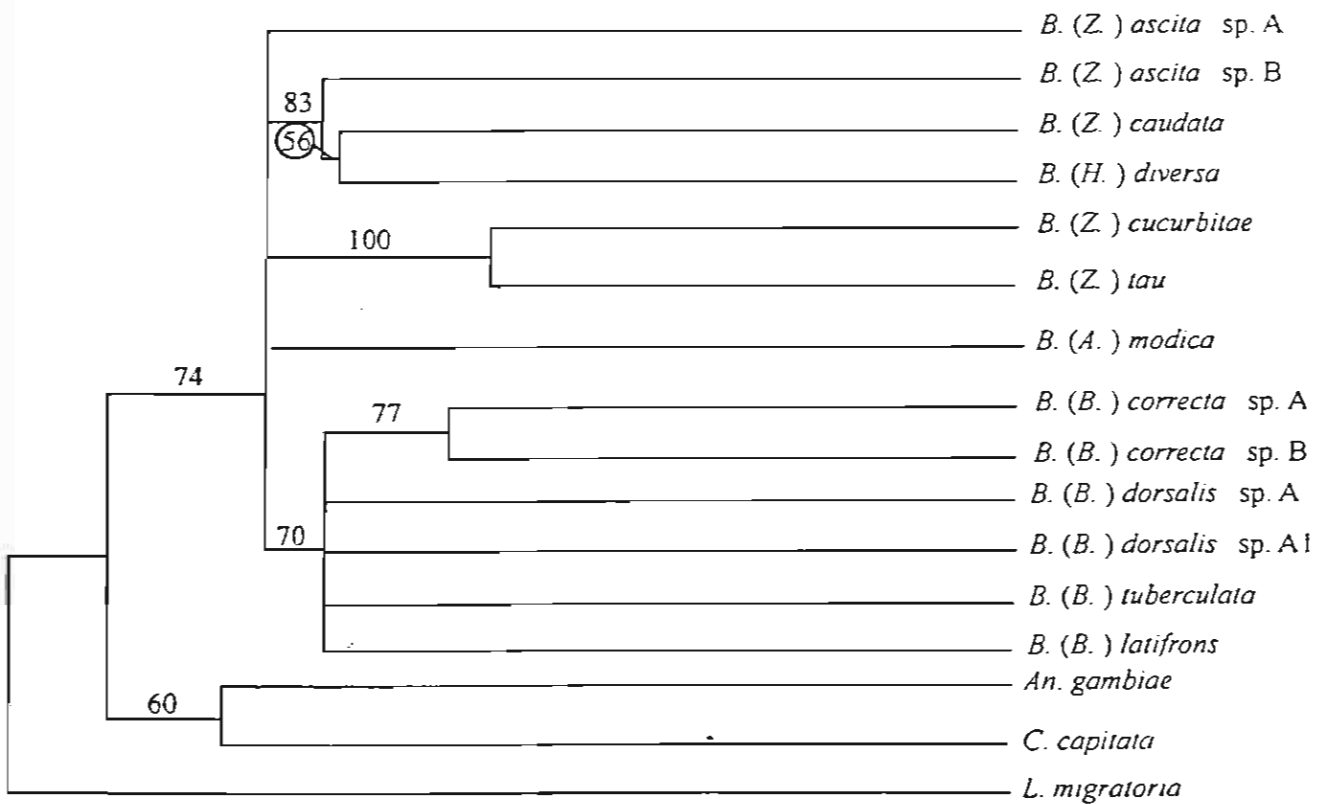 B. (Z. ) ascita sp. A
B. (Z. ) ascita sp. B
83
B. (Z. ) caudata
56
B. (H. ) diversa
B. (Z. ) cucurbitae
100
B. (Z. ) tau
B. (A. ) modica
74
B. (B. ) correcta sp. A
77
B. (B. ) correcta sp. B
B. (B. ) dorsalis sp. A
70
B. (B. ) dorsalis sp. A1
B. (B. ) tuberculata
B. (B. ) latifrons
An. gambiae
60
C. capitata
L. migratoria